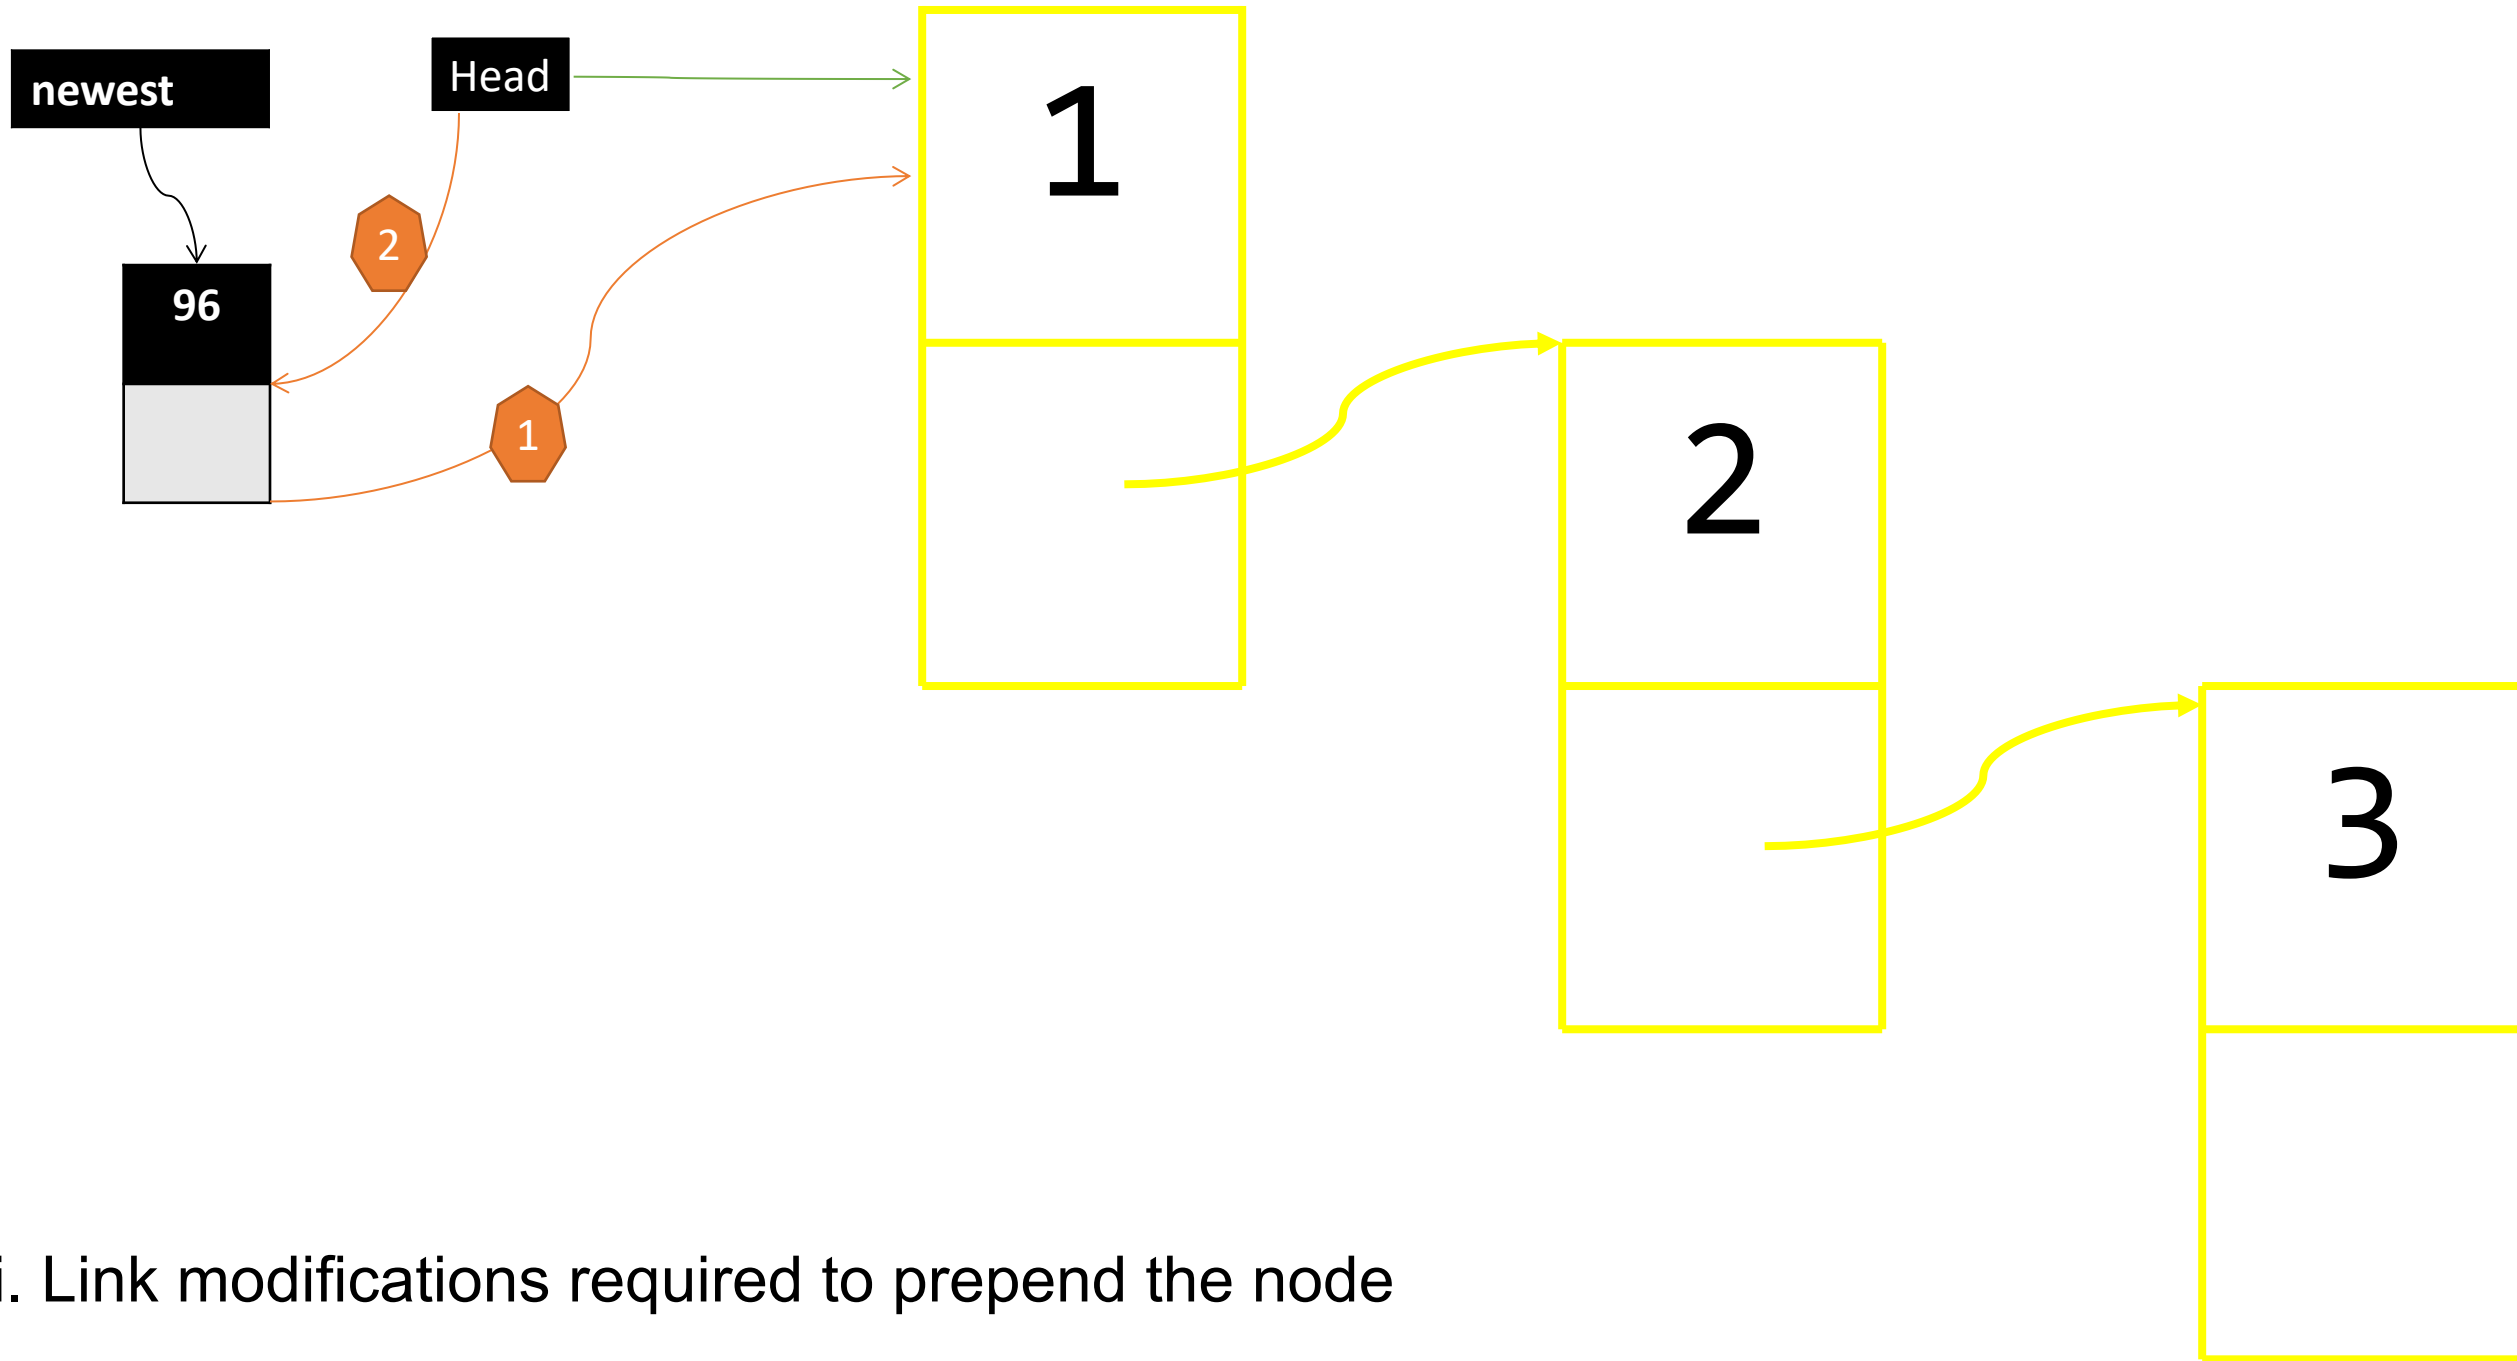 newest
Head
1
2
96
1
2
3
i. Link modifications required to prepend the node